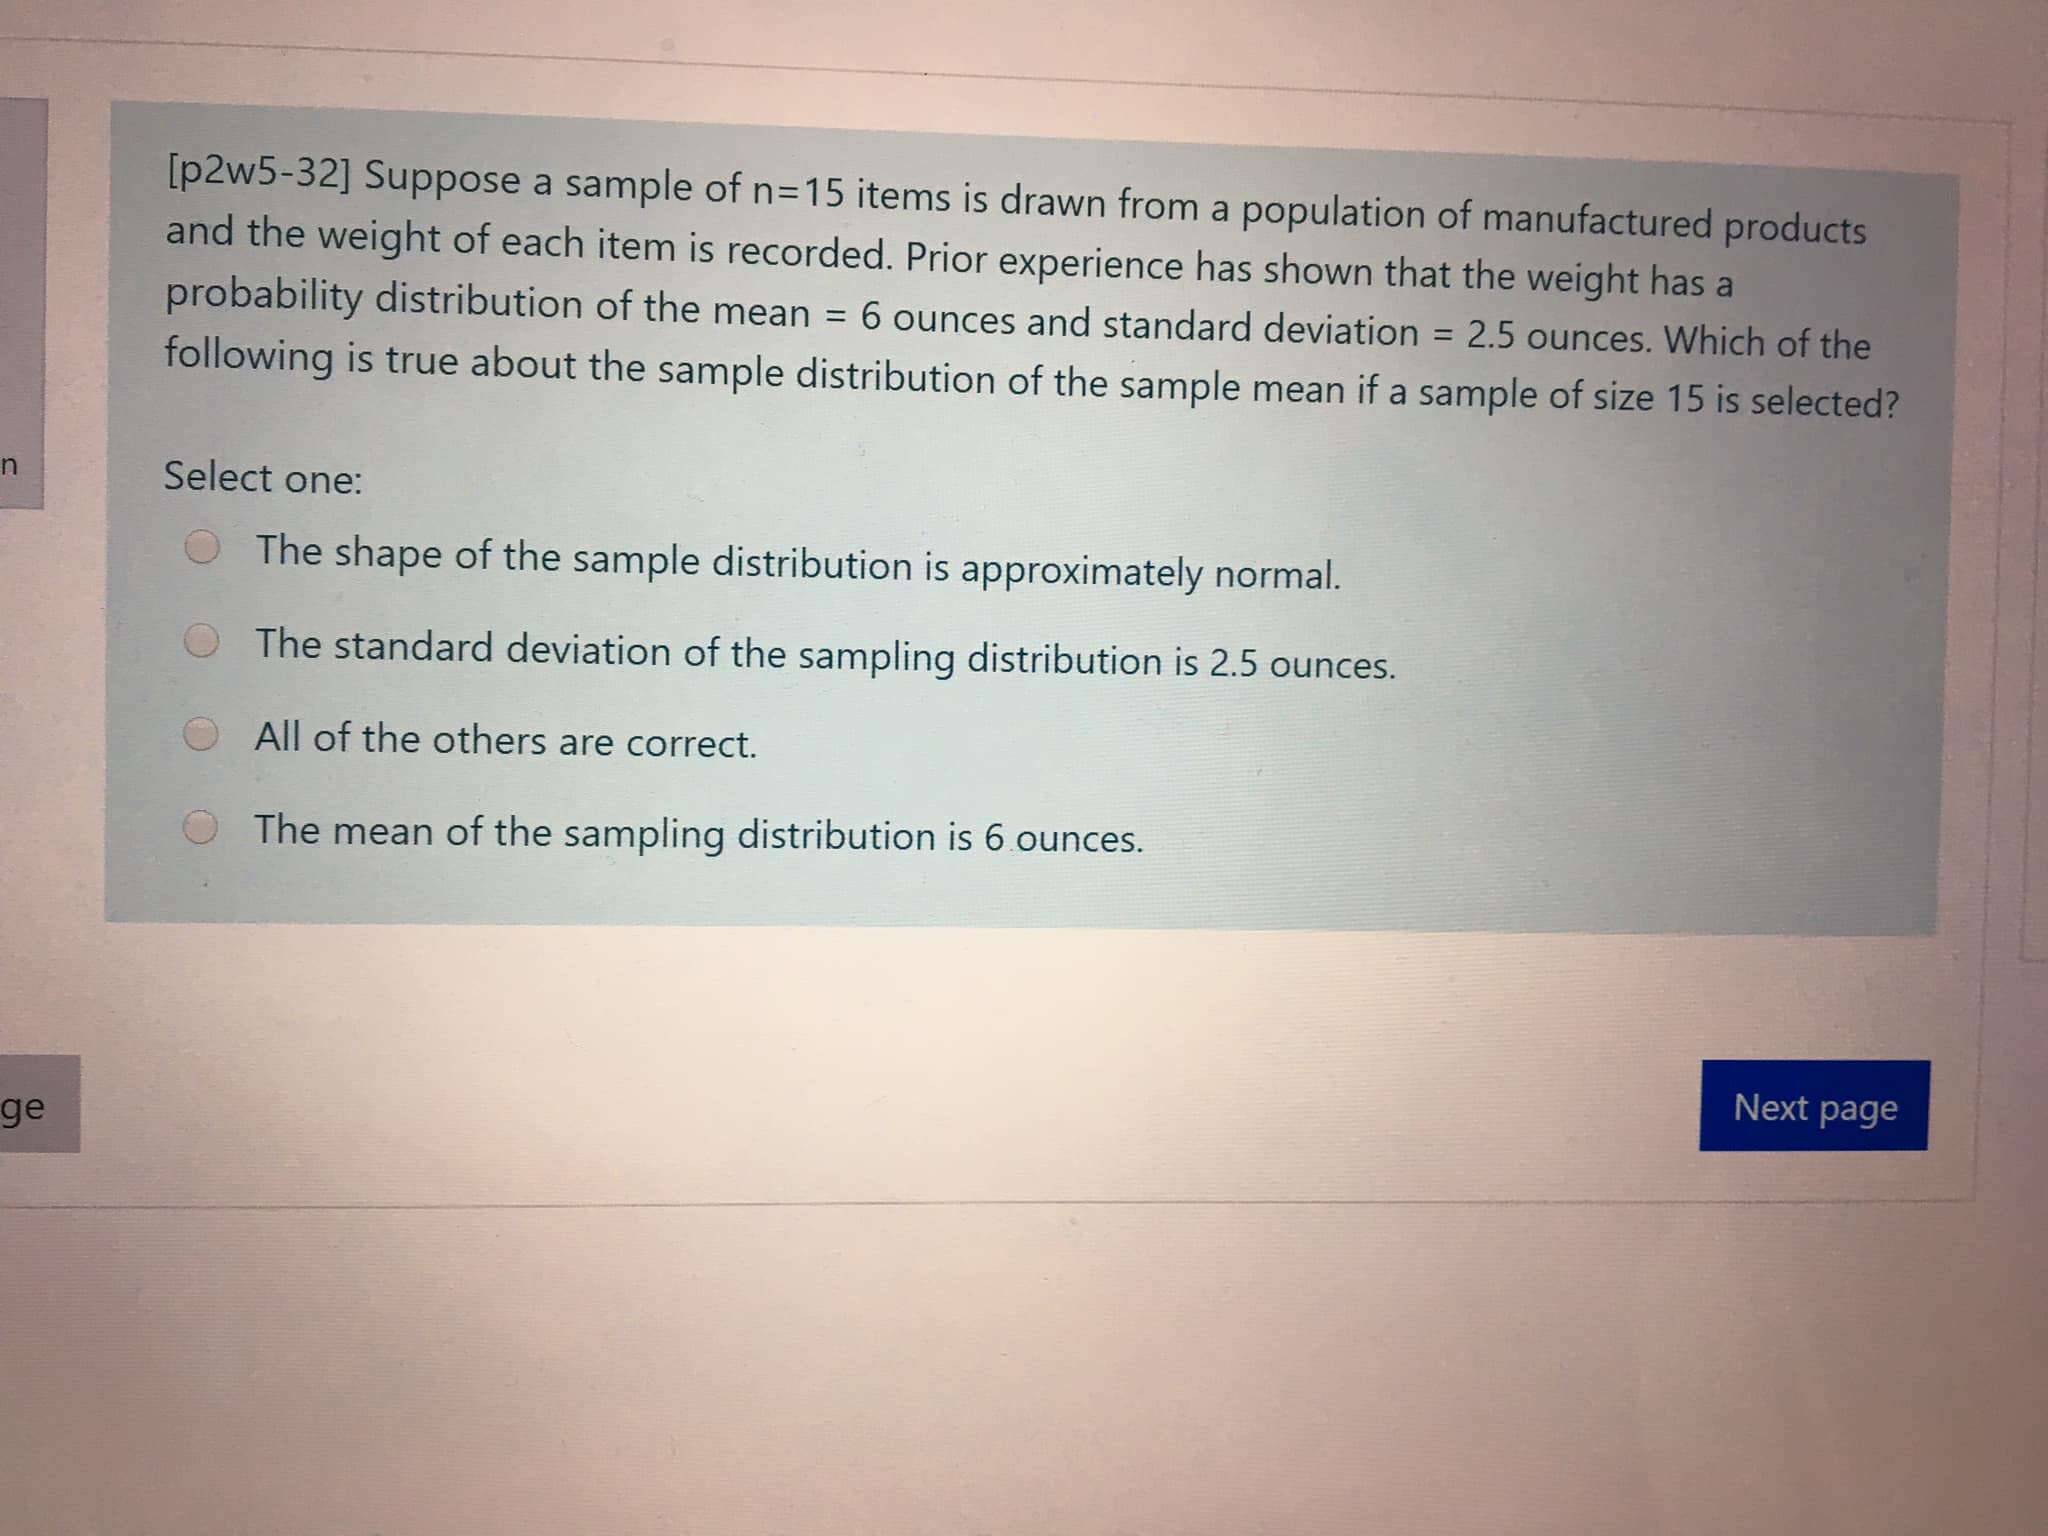 [p2w5-32] Suppose a sample of n=15 items is drawn from a population of manufactured products
and the weight of each item is recorded. Prior experience has shown that the weight has a
probability distribution of the mean = 6 ounces and standard deviation = 2.5 ounces. Which of the
following is true about the sample distribution of the sample mean if a sample of size 15 is selected?
n
Select one:
The shape of the sample distribution is approximately normal.
The standard deviation of the sampling distribution is 2.5 ounces.
All of the others are correct.
The mean of the sampling distribution is 6 ounces.
ge
Next page